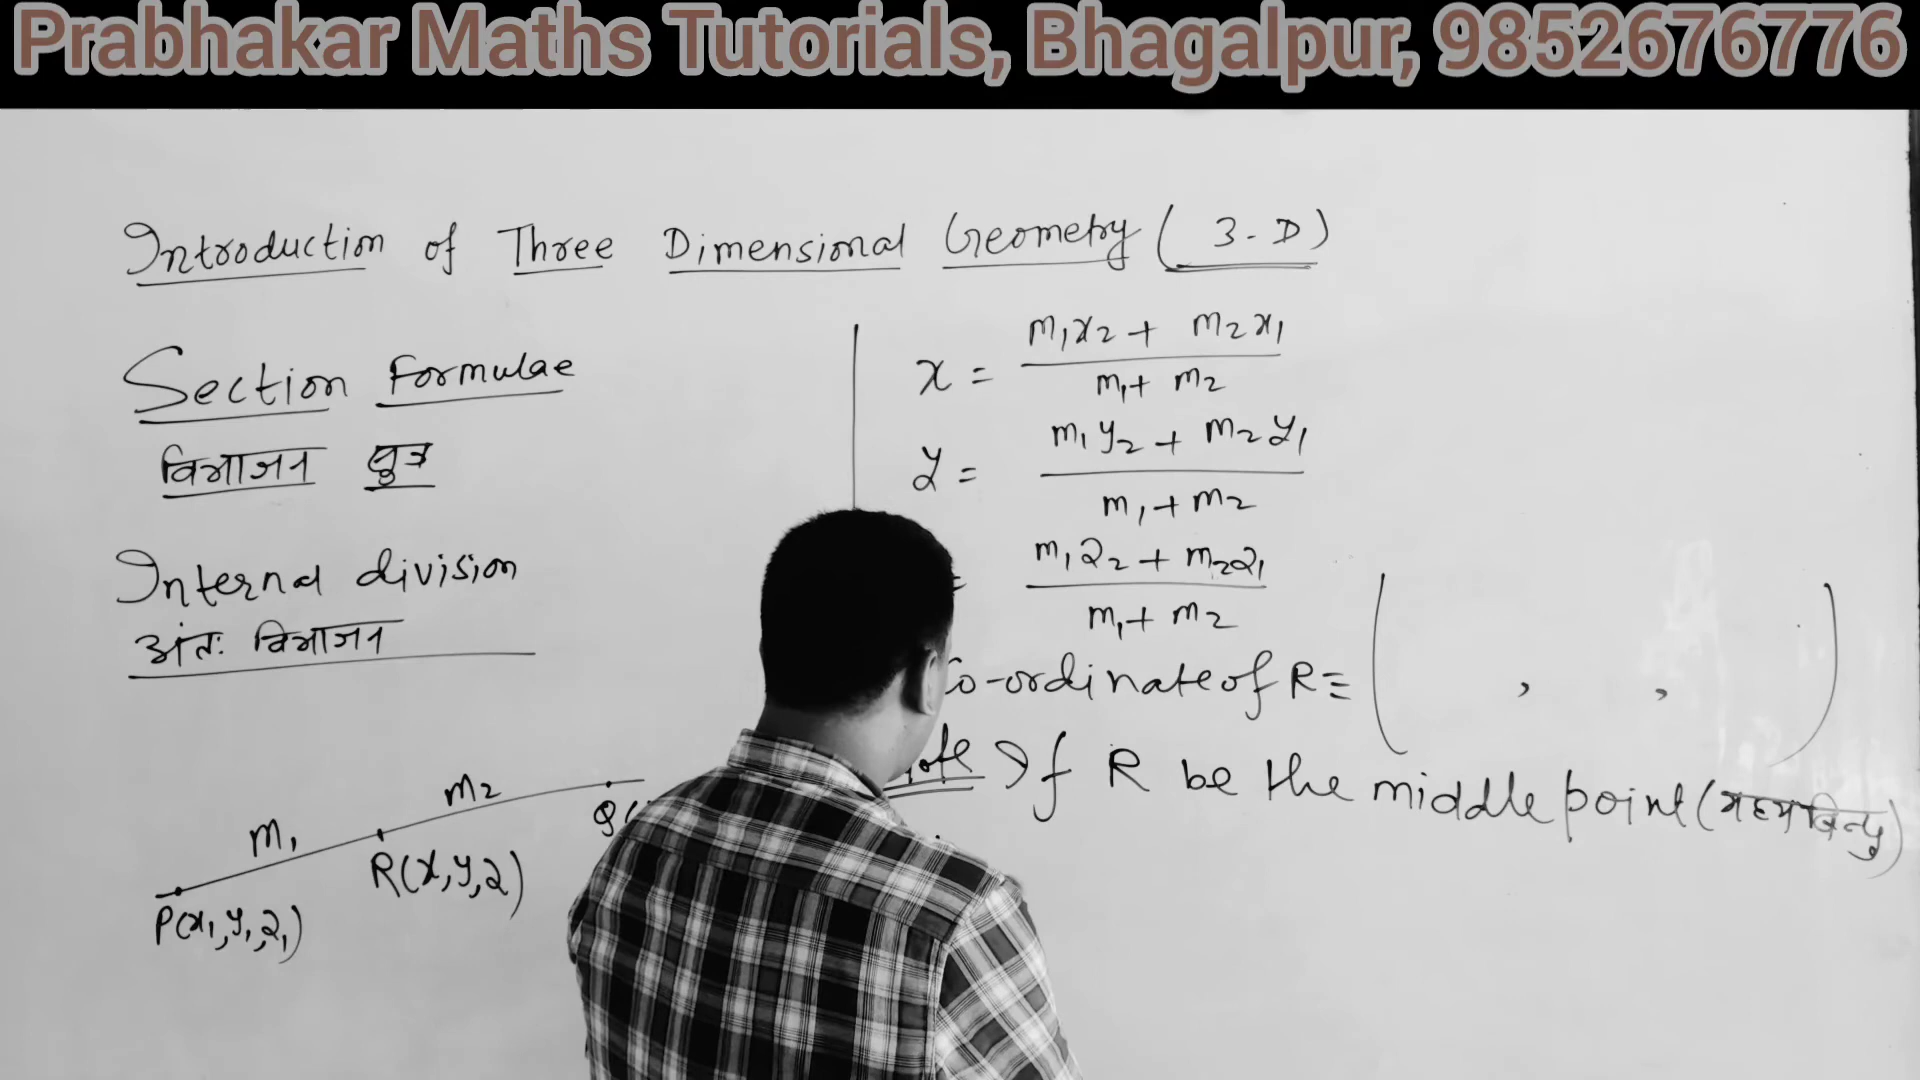 Prabhakar Maths Tutorials, Bhagalpur, 9852676776
Introduction of Three Dimensional Geometry ( 3-D )
Section Formulae
विभाजन सूत्र
Internal division
अंतः विभाजन
m₁
m₂
P(x₁,y₁,z₁)
R(x,y,z)
Q(
x = m₁x₂ + m₂x₁
m₁+ m₂
y = m₁y₂ + m₂y₁
m₁+m₂
= m₁z₂ + m₂z₁
m₁+ m₂
Co-ordinate of R ≡ ( , , )
Note If R be the middle point (मध्य बिन्दु)